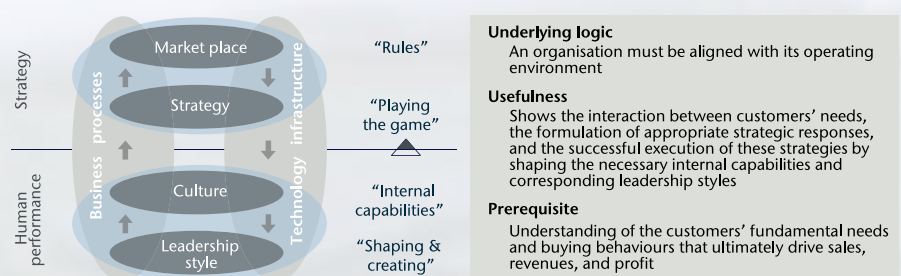 Strategy
Human
performance
Business processes
Technology infrastructure
Market place
Strategy
Culture
Leadership
style
“Rules”
“Playing
the game”
“Internal
capabilities”
“Shaping &
creating”
Underlying logic
An organisation must be aligned with its operating
environment
Usefulness
Shows the interaction between customers’ needs,
the formulation of appropriate strategic responses,
and the successful execution of these strategies by
shaping the necessary internal capabilities and
corresponding leadership styles
Prerequisite
Understanding of the customers’ fundamental needs
and buying behaviours that ultimately drive sales,
revenues, and profit